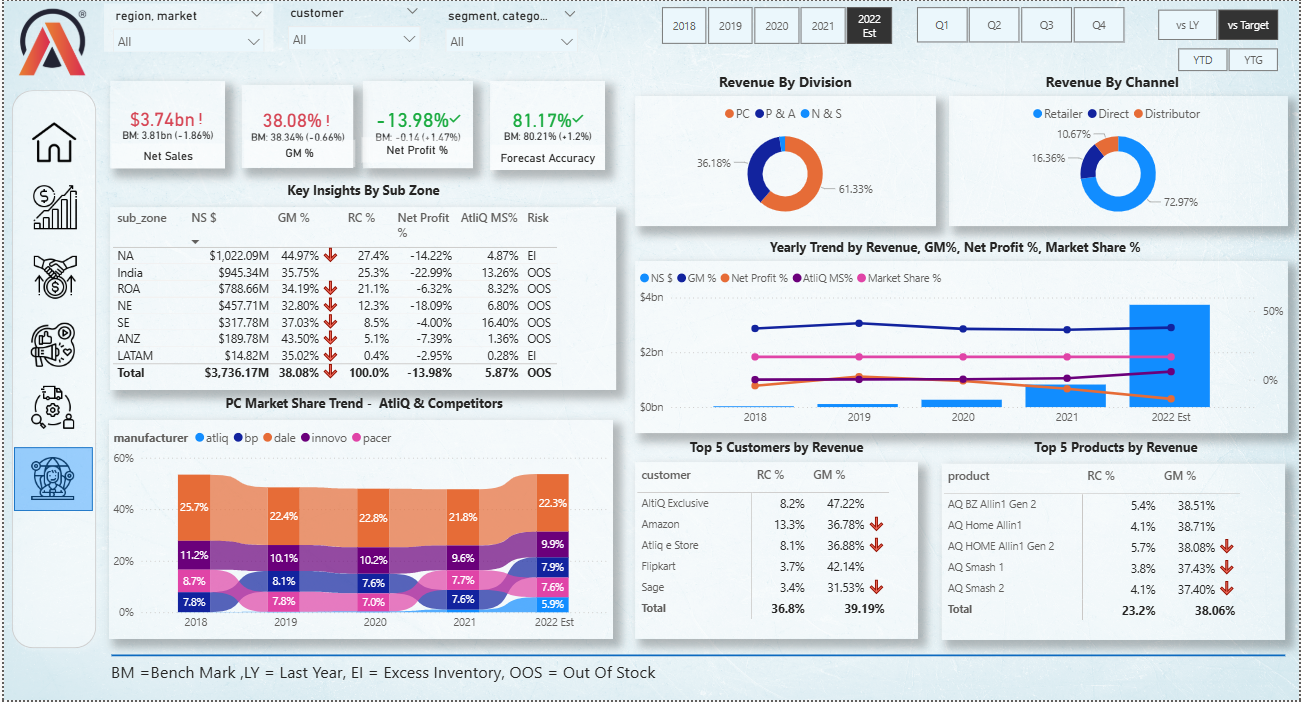 region, market
customer
segment, catego...
All
All
All
2018 2019 2020 2021 2022 Est
Q1 Q2 Q3 Q4
vs LY vs Target
YTD YTG
®
$3.74bn !
BM: 3.81bn (-1.86%)
Net Sales
38.08% !
BM: 38.34% (-0.66%)
GM %
-13.98%✓
BM: -0.14 (+1.47%)
Net Profit %
81.17%✓
BM: 80.21% (+1.2%)
Forecast Accuracy
Revenue By Division
PC P & A N & S
36.18%
61.33%
Revenue By Channel
Retailer Direct Distributor
10.67%
16.36%
72.97%
Key Insights By Sub Zone
sub_zone NS $ GM % RC % Net Profit % AtliQ MS% Risk
NA $1,022.09M 44.97% 27.4% -14.22% 4.87% EI
India $945.34M 35.75% 25.3% -22.99% 13.26% OOS
ROA $788.66M 34.19% 21.1% -6.32% 8.32% OOS
NE $457.71M 32.80% 12.3% -18.09% 6.80% OOS
SE $317.78M 37.03% 8.5% -4.00% 16.40% OOS
ANZ $189.78M 43.50% 5.1% -7.39% 1.36% OOS
LATAM $14.82M 35.02% 0.4% -2.95% 0.28% EI
Total $3,736.17M 38.08% 100.0% -13.98% 5.87% OOS
Yearly Trend by Revenue, GM%, Net Profit %, Market Share %
NS $ GM % Net Profit % AtliQ MS% Market Share %
$4bn
$2bn
$0bn
50%
0%
2018 2019 2020 2021 2022 Est
PC Market Share Trend - AtliQ & Competitors
manufacturer atliq bp dale innovo pacer
60%
40%
20%
0%
25.7% 22.4% 22.8% 21.8% 22.3%
11.2% 10.1% 10.2% 9.6% 9.9%
8.7% 8.1% 7.6% 7.7% 7.9%
7.8% 7.8% 7.0% 7.6% 7.6%
5.9%
2018 2019 2020 2021 2022 Est
Top 5 Customers by Revenue
customer RC % GM %
AltiQ Exclusive 8.2% 47.22%
Amazon 13.3% 36.78%
Atliq e Store 8.1% 36.88%
Flipkart 3.7% 42.14%
Sage 3.4% 31.53%
Total 36.8% 39.19%
Top 5 Products by Revenue
product RC % GM %
AQ BZ Allin1 Gen 2 5.4% 38.51%
AQ Home Allin1 4.1% 38.71%
AQ HOME Allin1 Gen 2 5.7% 38.08%
AQ Smash 1 3.8% 37.43%
AQ Smash 2 4.1% 37.40%
Total 23.2% 38.06%
BM =Bench Mark ,LY = Last Year, EI = Excess Inventory, OOS = Out Of Stock